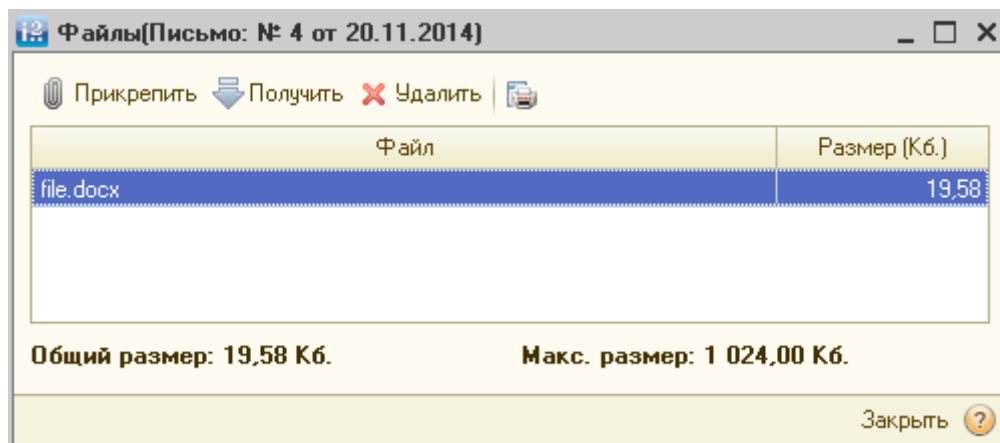 Файлы(Письмо: № 4 от 20.11.2014)
Прикрепить Получить Удалить
Файл Размер (Кб.)
file.docx 19,58
Общий размер: 19,58 Кб. Макс. размер: 1 024,00 Кб.
Закрыть ?